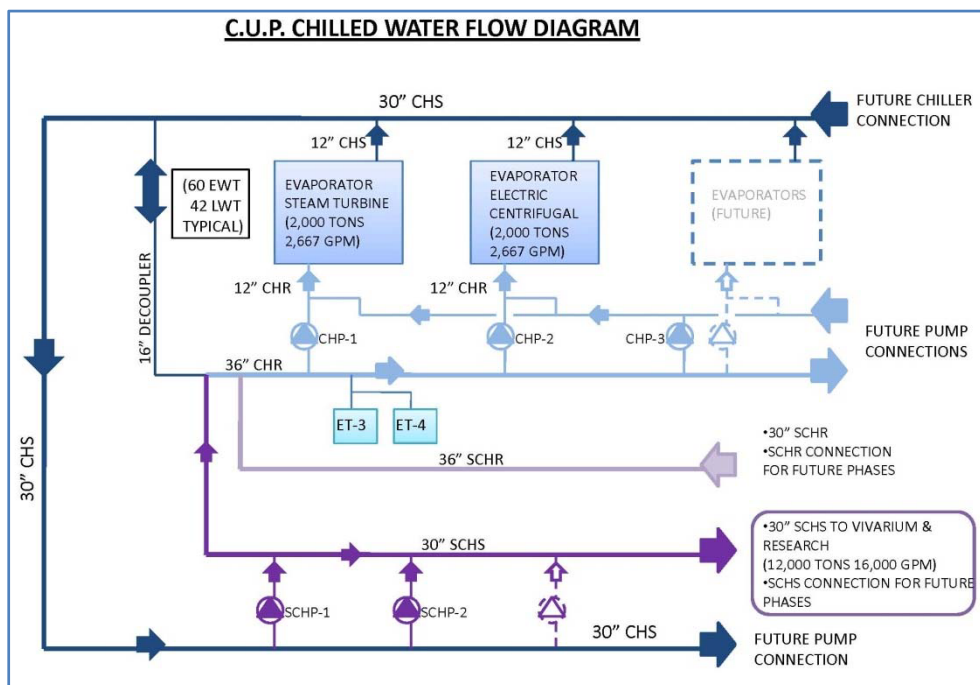 C.U.P. CHILLED WATER FLOW DIAGRAM
30” CHS
FUTURE CHILLER
CONNECTION
12” CHS
12” CHS
(60 EWT
42 LWT
TYPICAL)
EVAPORATOR
STEAM TURBINE
(2,000 TONS
2,667 GPM)
EVAPORATOR
ELECTRIC
CENTRIFUGAL
(2,000 TONS
2,667 GPM)
EVAPORATORS
(FUTURE)
12” CHR
12” CHR
16” DECOUPLER
CHP-1
CHP-2
CHP-3
FUTURE PUMP
CONNECTIONS
36” CHR
ET-3
ET-4
•30” SCHR
•SCHR CONNECTION
FOR FUTURE PHASES
36” SCHR
30” CHS
30” SCHS
•30” SCHS TO VIVARIUM &
RESEARCH
(12,000 TONS 16,000 GPM)
•SCHS CONNECTION FOR FUTURE
PHASES
SCHP-1
SCHP-2
30” CHS
FUTURE PUMP
CONNECTION